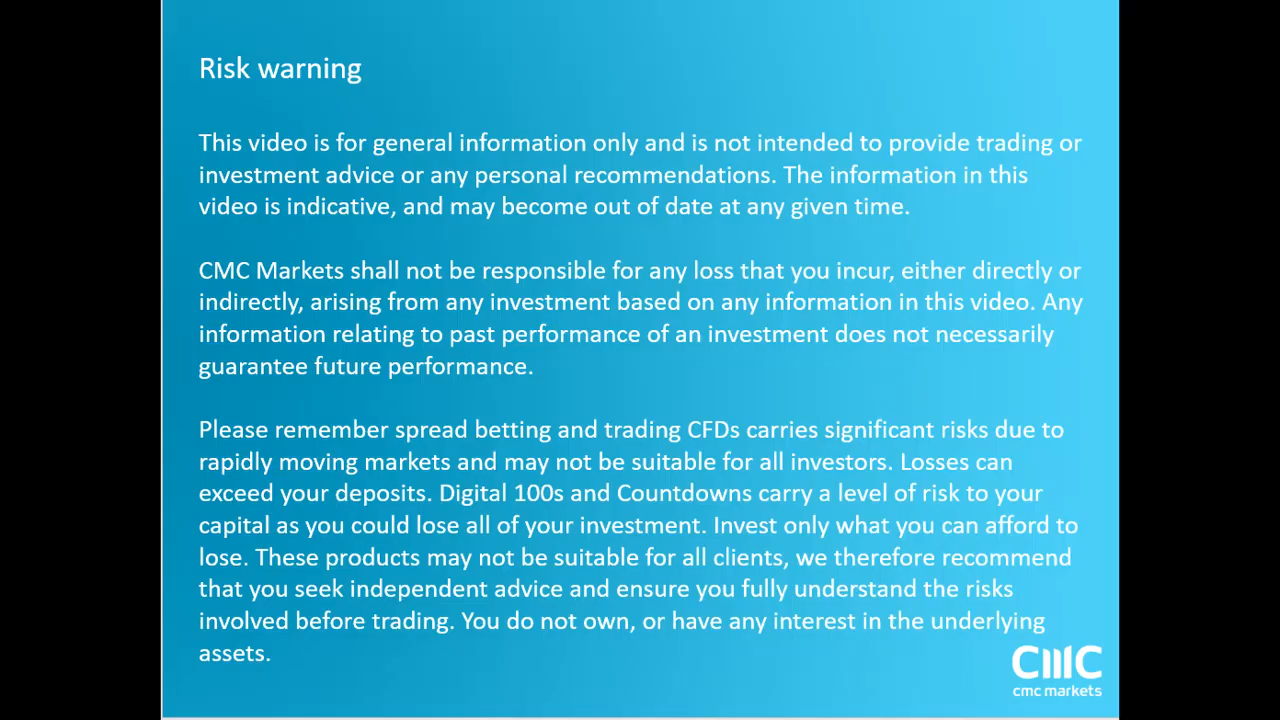 Risk warning
This video is for general information only and is not intended to provide trading or
investment advice or any personal recommendations. The information in this
video is indicative, and may become out of date at any given time.
CMC Markets shall not be responsible for any loss that you incur, either directly or
indirectly, arising from any investment based on any information in this video. Any
information relating to past performance of an investment does not necessarily
guarantee future performance.
Please remember spread betting and trading CFDs carries significant risks due to
rapidly moving markets and may not be suitable for all investors. Losses can
exceed your deposits. Digital 100s and Countdowns carry a level of risk to your
capital as you could lose all of your investment. Invest only what you can afford to
lose. These products may not be suitable for all clients, we therefore recommend
that you seek independent advice and ensure you fully understand the risks
involved before trading. You do not own, or have any interest in the underlying
assets.
CMC
cmc markets